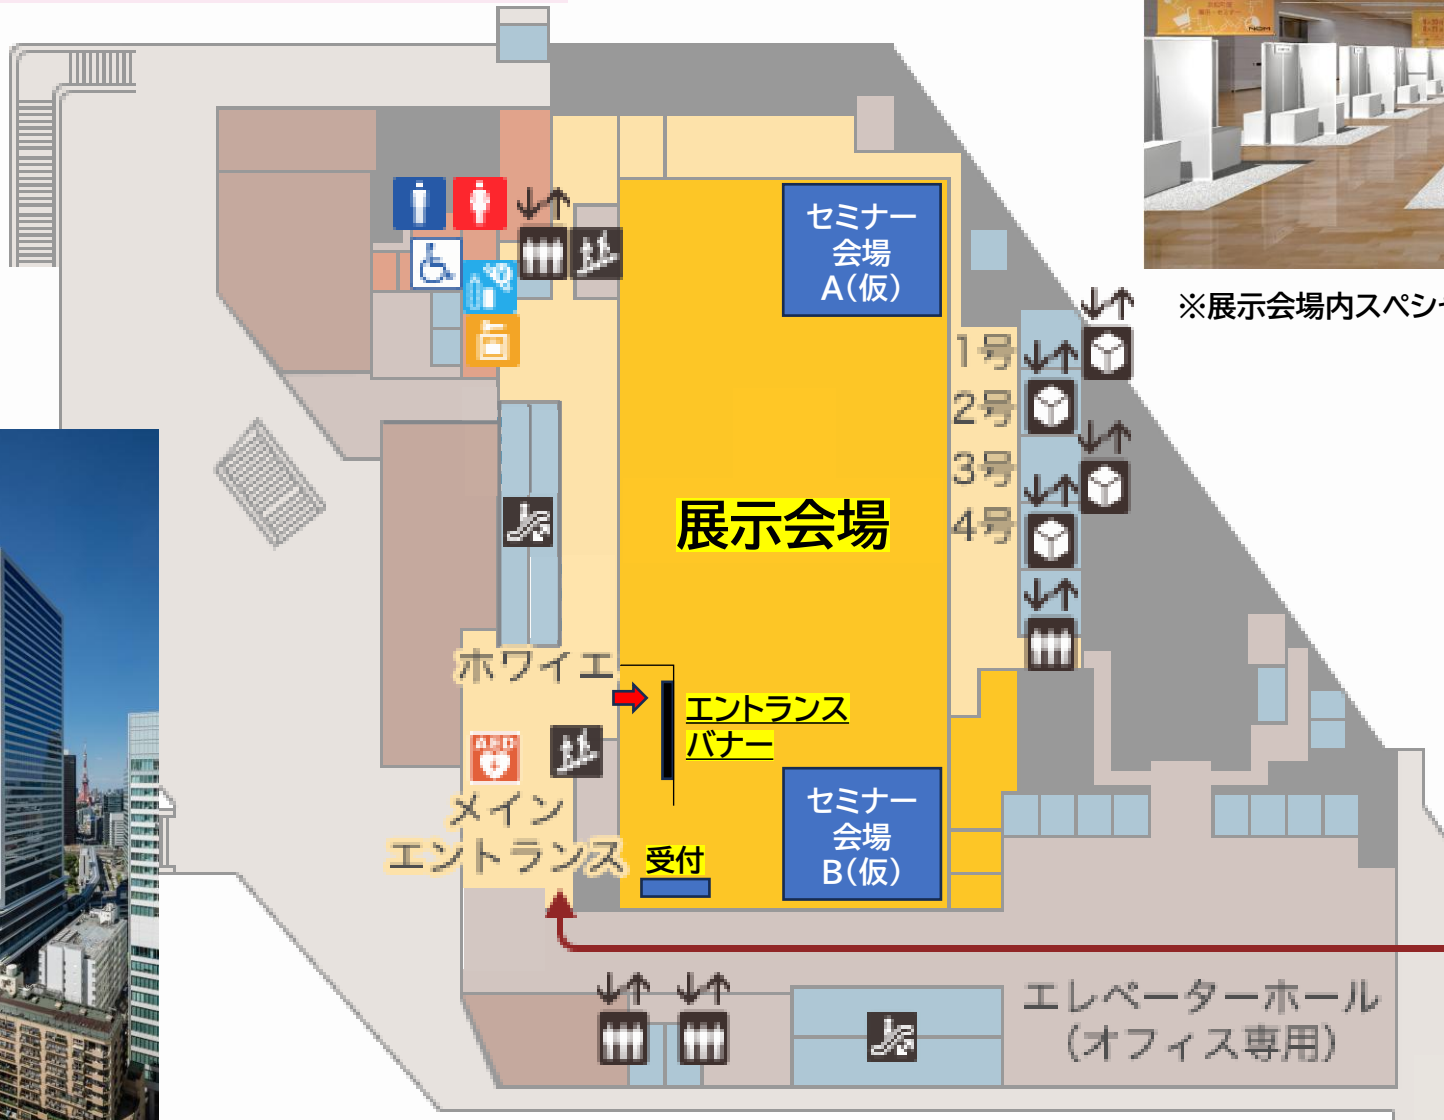 セミナー
会場
A(仮)
※展示会場内スペシ
1号
2号
3号
4号
展示会場
ホワイエ
エントランス
バナー
AED
メイン
エントランス
受付
セミナー
会場
B(仮)
エレベーターホール
(オフィス専用)